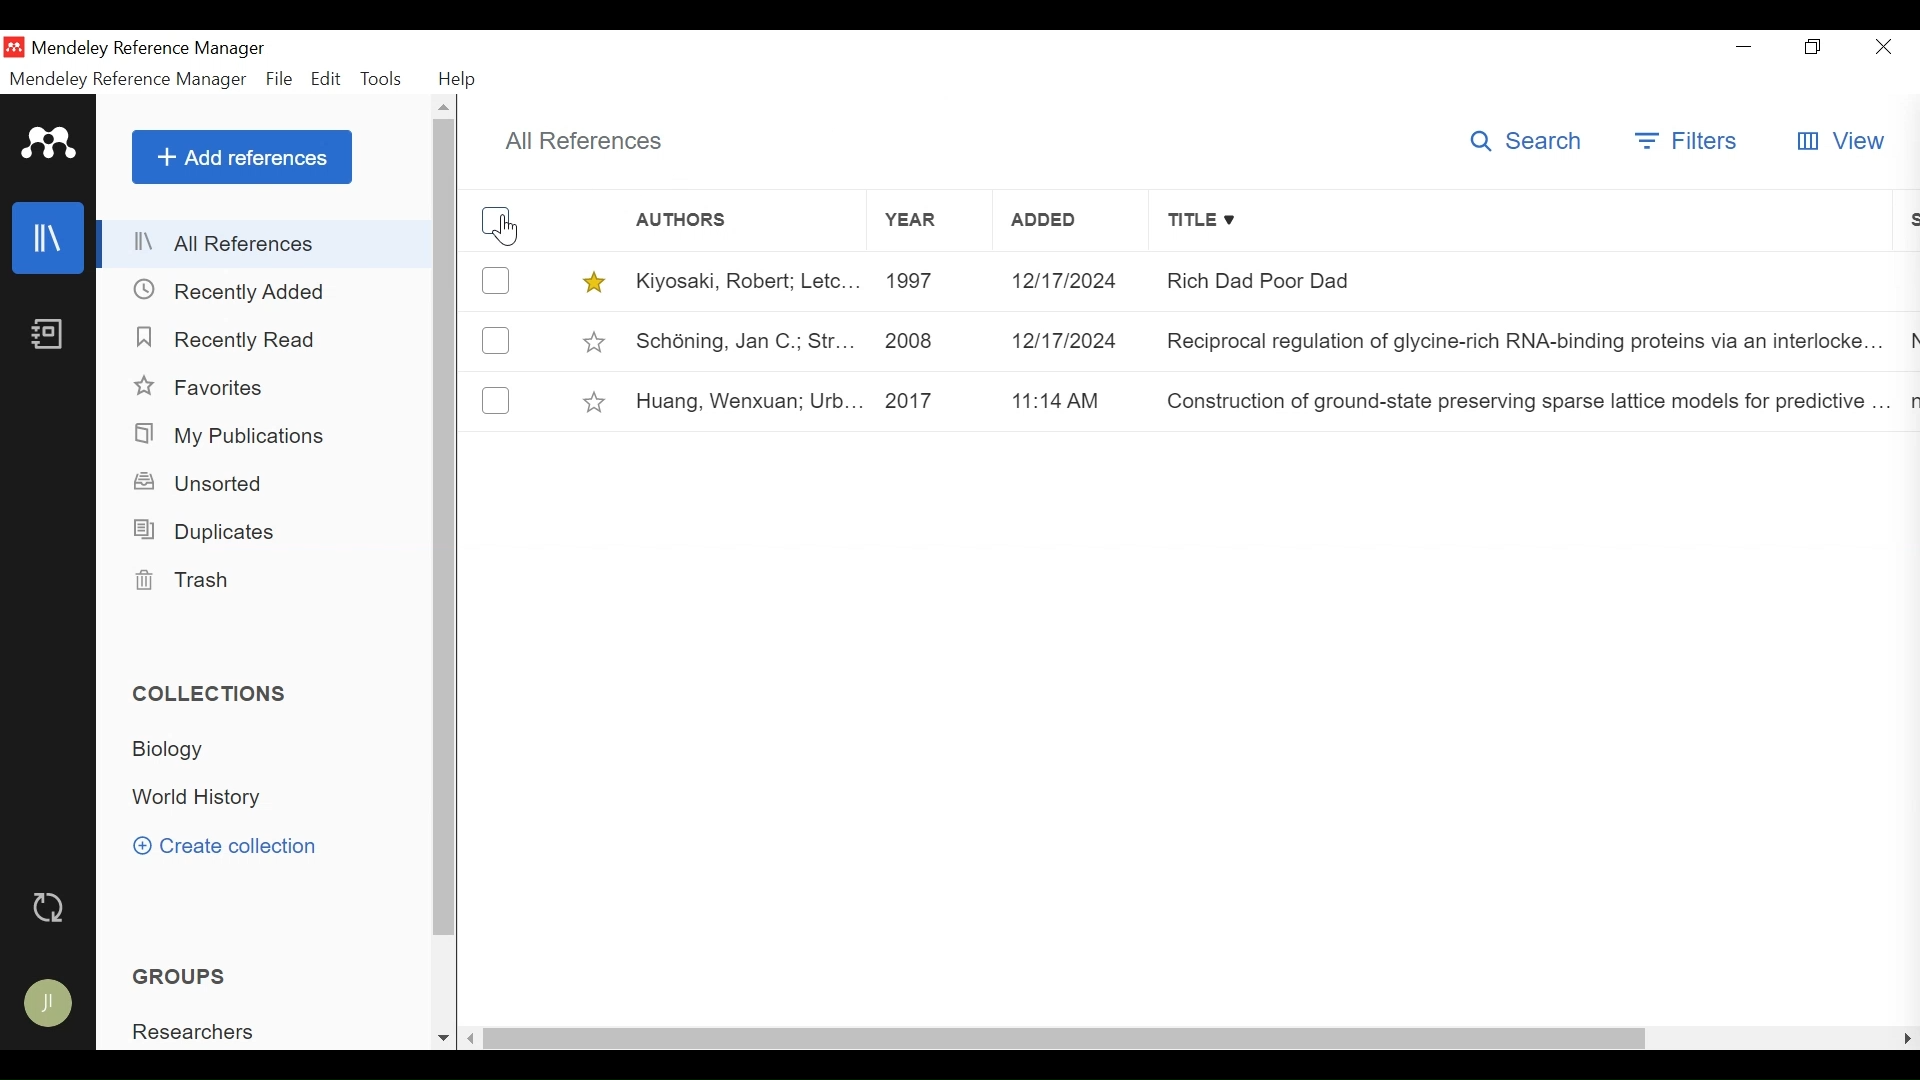 Mendeley Reference Manager
Mendeley Reference Manager File Edit Tools Help
+ Add references
All References
Recently Added
Recently Read
Favorites
My Publications
Unsorted
Duplicates
Trash
COLLECTIONS
Biology
World History
Create collection
GROUPS
Researchers
JI
All References
Search Filters View
AUTHORS YEAR ADDED TITLE S
Kiyosaki, Robert; Letc... 1997 12/17/2024 Rich Dad Poor Dad
Schöning, Jan C.; Str... 2008 12/17/2024 Reciprocal regulation of glycine-rich RNA-binding proteins via an interlocke...
Huang, Wenxuan; Urb... 2017 11:14 AM Construction of ground-state preserving sparse lattice models for predictive ...